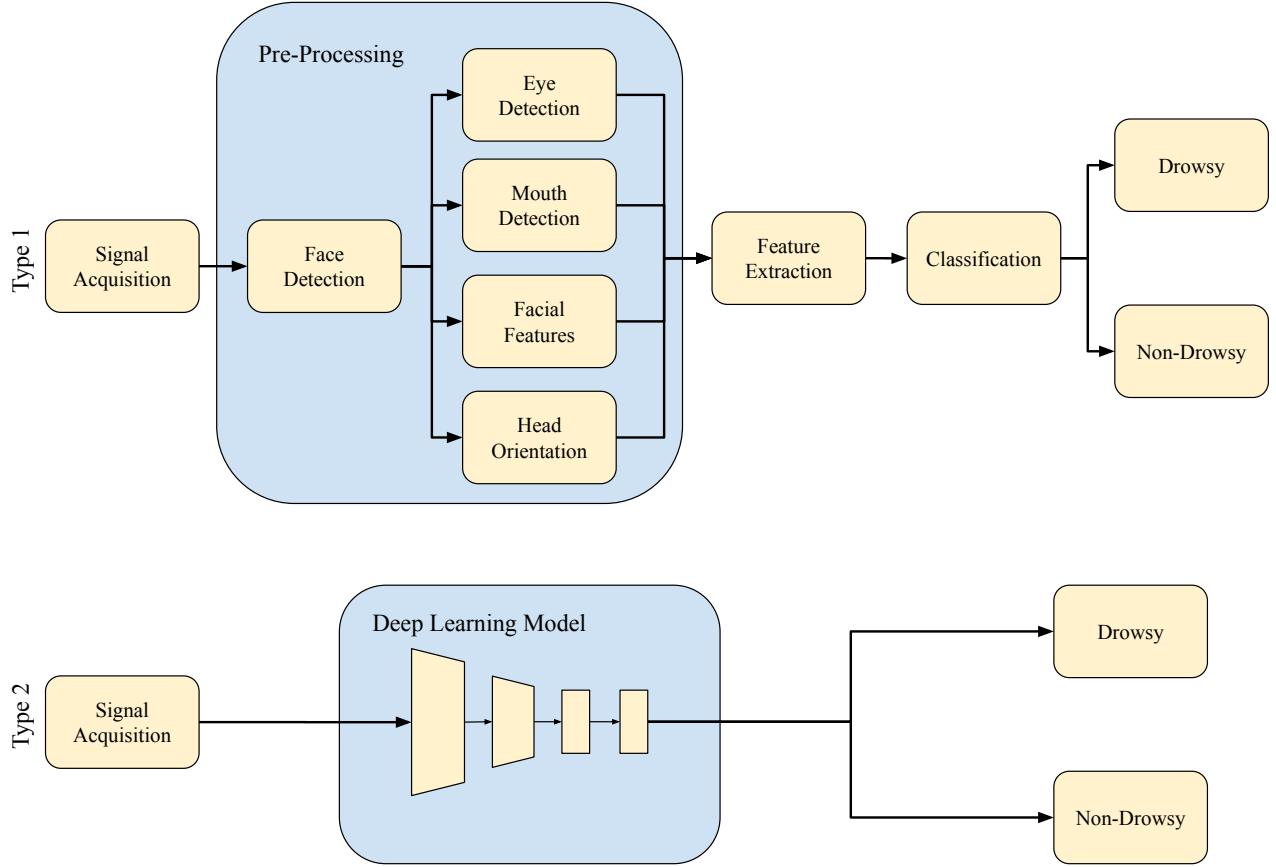 Type 1
Signal
Acquisition
Pre-Processing
Face
Detection
Eye
Detection
Mouth
Detection
Facial
Features
Head
Orientation
Feature
Extraction
Classification
Drowsy
Non-Drowsy
Type 2
Signal
Acquisition
Deep Learning Model
Drowsy
Non-Drowsy